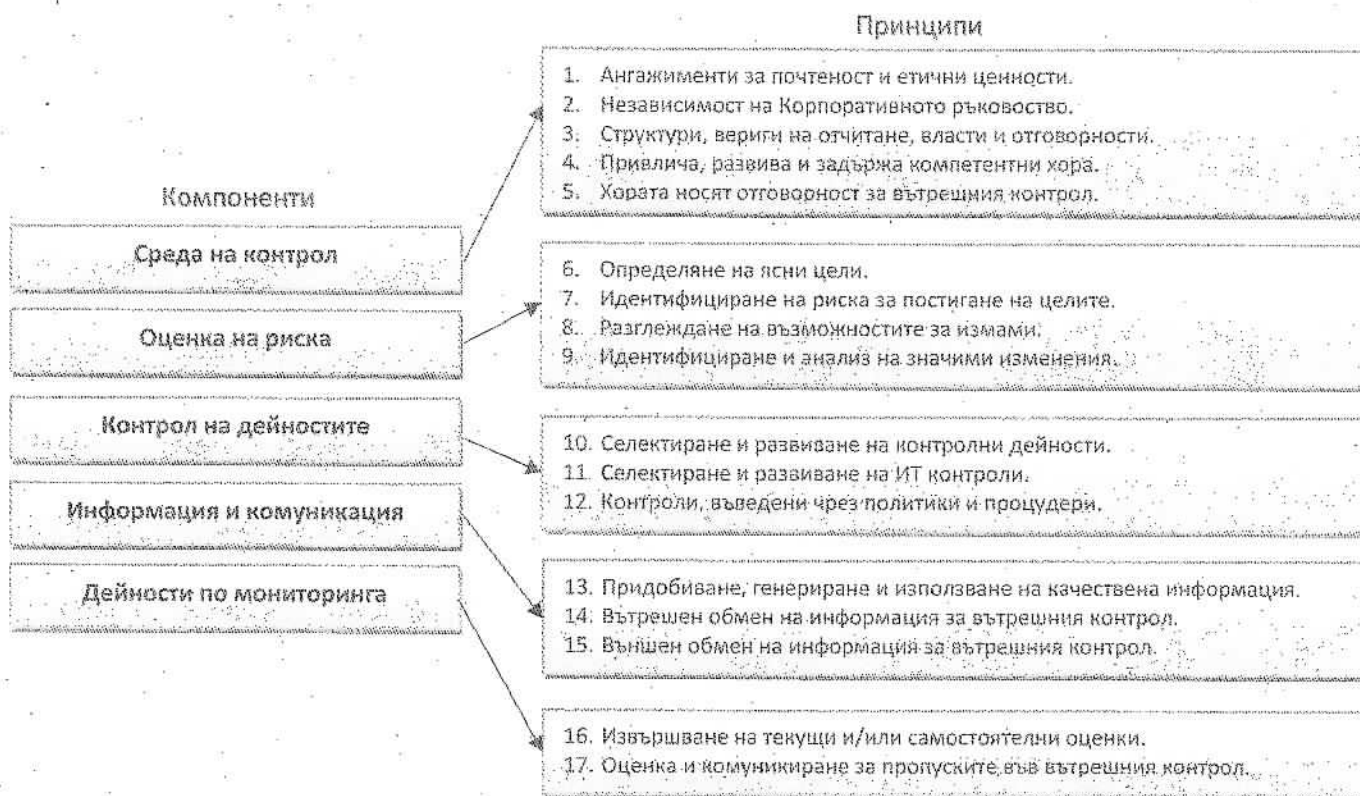 Принципи
1. Ангажименти за почтеност и етични ценности.
2. Независимост на Корпоративното ръковоство.
3. Структури, вериги на отчитане, власти и отговорности.
4. Привлича, развива и задържа компетентни хора.
5. Хората носят отговорност за вътрешния контрол.
Компоненти
Среда на контрол
6. Определяне на ясни цели.
7. Идентифициране на риска за постигане на целите.
8. Разглеждане на възможностите за измами.
9. Идентифициране и анализ на значими изменения.
Оценка на риска
Контрол на дейностите
10. Селектиране и развиване на контролни дейности.
11. Селектиране и развиване на ИТ контроли.
12. Контроли, въведени чрез политики и процудери.
Информация и комуникация
13. Придобиване, генериране и използване на качествена информация.
14. Вътрешен обмен на информация за вътрешния контрол.
15. Външен обмен на информация за вътрешния контрол.
Дейности по мониторинга
16. Извършване на текущи и/или самостоятелни оценки.
17. Оценка и комуникиране за пропуските във вътрешния контрол.